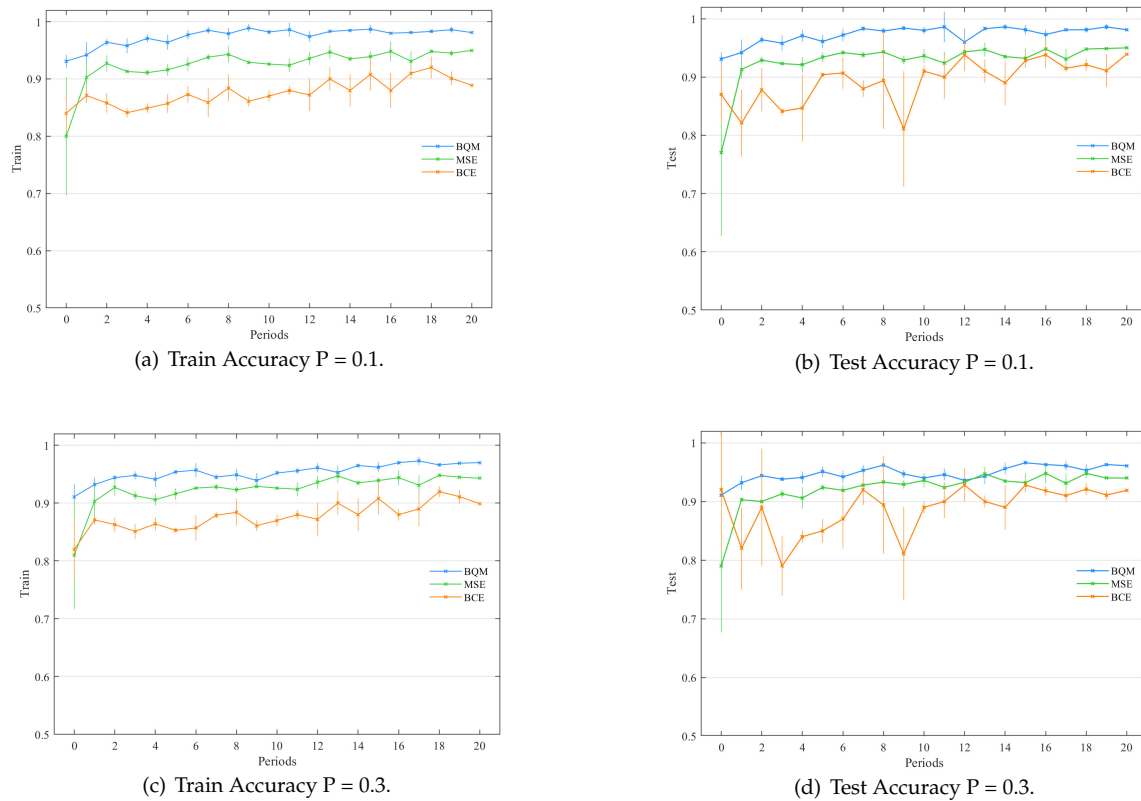 1
0.9
0.8
0.7
0.6
0.5
Train
0 2 4 6 8 10 12 14 16 18 20
Periods
BQM
MSE
BCE
(a) Train Accuracy P = 0.1.
1
0.9
0.8
0.7
0.6
0.5
Test
0 2 4 6 8 10 12 14 16 18 20
Periods
BQM
MSE
BCE
(b) Test Accuracy P = 0.1.
1
0.9
0.8
0.7
0.6
0.5
Train
0 2 4 6 8 10 12 14 16 18 20
Periods
BQM
MSE
BCE
(c) Train Accuracy P = 0.3.
1
0.9
0.8
0.7
0.6
0.5
Test
0 2 4 6 8 10 12 14 16 18 20
Periods
BQM
MSE
BCE
(d) Test Accuracy P = 0.3.